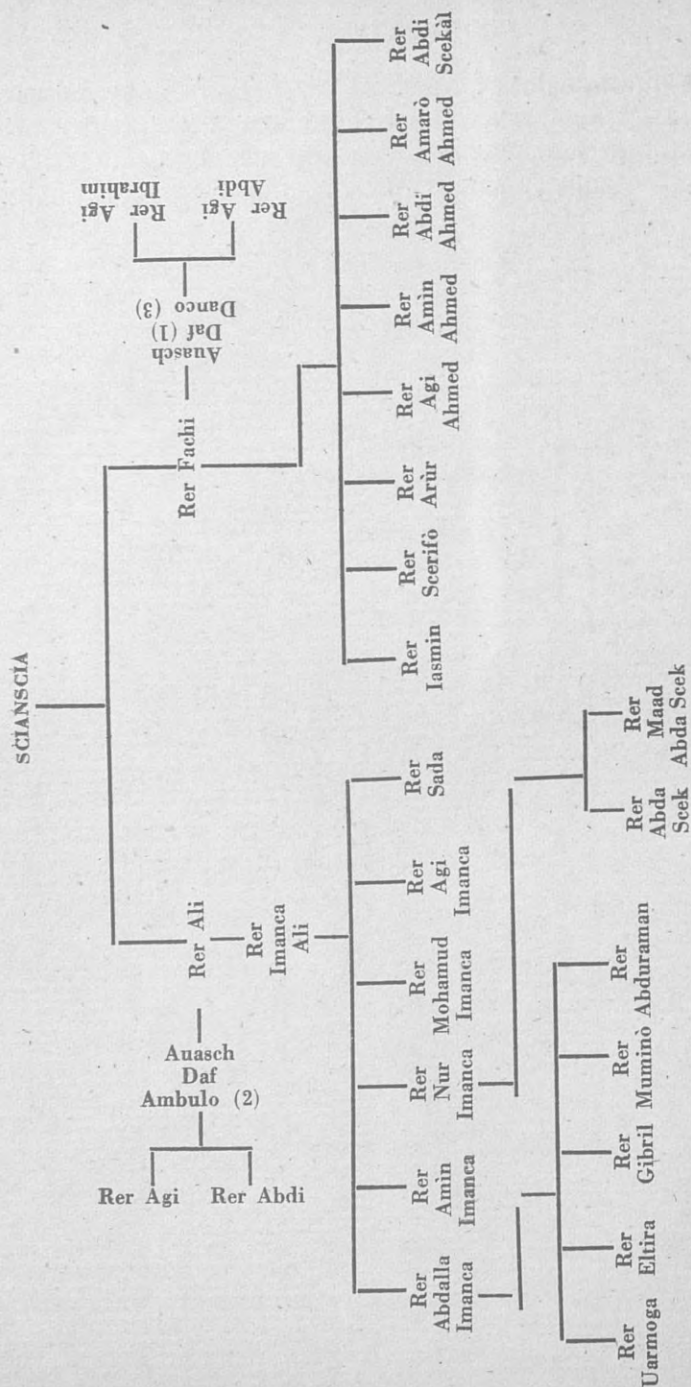 SCIANSCIA
Rer Ali
Rer Fachi
Auasch
Daf
Ambulo (2)
Rer Agi
Rer Abdi
Rer
Imanca
Ali
Auasch
Daf (1)
Danco (3)
Rer Agi
Ibrahim
Rer Agi
Abdi
Rer
Abdalla
Imanca
Rer
Amìn
Imanca
Rer
Nur
Imanca
Rer
Mohamud
Imanca
Rer
Agi
Imanca
Rer
Sada
Rer
Iasmin
Rer
Scerifò
Rer
Arùr
Rer
Agi
Ahmed
Rer
Amìn
Ahmed
Rer
Abdi
Ahmed
Rer
Amarò
Ahmed
Rer
Abdi
Scekàl
Rer
Uarmoga
Rer
Eltira
Rer
Gibril
Rer
Muminò
Rer
Abduraman
Rer
Abda
Scek
Rer
Maad
Abda Scek